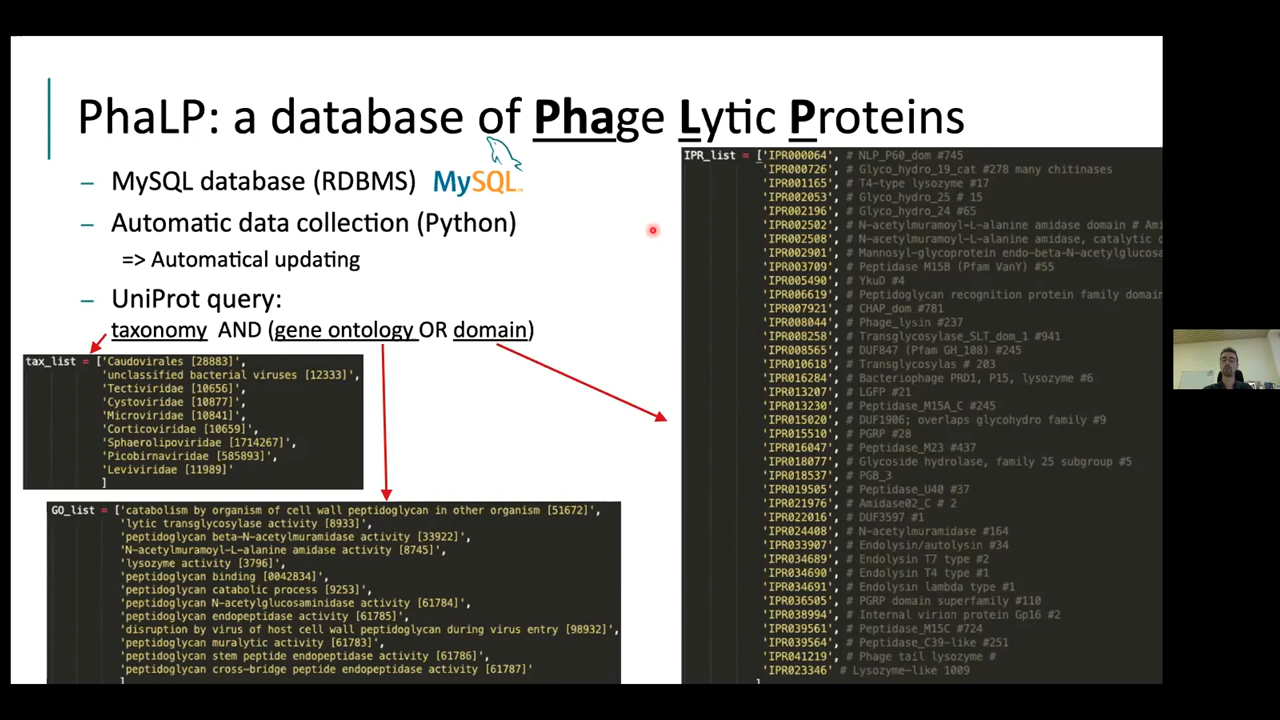 PhaLP: a database of Phage Lytic Proteins
– MySQL database (RDBMS) MySQL
– Automatic data collection (Python)
=> Automatical updating
– UniProt query:
taxonomy AND (gene ontology OR domain)
tax_list = ['Caudovirales [28883]',
'unclassified bacterial viruses [12333]',
'Tectiviridae [10656]',
'Cystoviridae [10877]',
'Microviridae [10841]',
'Corticoviridae [10659]',
'Sphaerolipoviridae [1714267]',
'Picobirnaviridae [585893]',
'Leviviridae [11989]'
]
GO_list = ['catabolism by organism of cell wall peptidoglycan in other organism [51672]',
'lytic transglycosylase activity [8933]',
'peptidoglycan beta-N-acetylmuramidase activity [33922]',
'N-acetylmuramoyl-L-alanine amidase activity [8745]',
'lysozyme activity [3796]',
'peptidoglycan binding [0042834]',
'peptidoglycan catabolic process [9253]',
'peptidoglycan N-acetylglucosaminidase activity [61784]',
'peptidoglycan endopeptidase activity [61785]',
'disruption by virus of host cell wall peptidoglycan during virus entry [98932]',
'peptidoglycan muralytic activity [61783]',
'peptidoglycan stem peptide endopeptidase activity [61786]',
'peptidoglycan cross-bridge peptide endopeptidase activity [61787]'
IPR_list = ['IPR000064', # NLP_P60_dom #745
'IPR000726', # Glyco_hydro_19_cat #278 many chitinases
'IPR001165', # T4-type lysozyme #17
'IPR002053', # Glyco_hydro_25 # 15
'IPR002196', # Glyco_hydro_24 #65
'IPR002502', # N-acetylmuramoyl-L-alanine amidase domain # Ami
'IPR002508', # N-acetylmuramoyl-L-alanine amidase, catalytic d
'IPR002901', # Mannosyl-glycoprotein endo-beta-N-acetylglucosa
'IPR003709', # Peptidase M15B (Pfam VanY) #55
'IPR005490', # YkuD #4
'IPR006619', # Peptidoglycan recognition protein family domain
'IPR007921', # CHAP_dom #781
'IPR008044', # Phage_lysin #237
'IPR008258', # Transglycosylase_SLT_dom_1 #941
'IPR008565', # DUF847 (Pfam GH_108) #245
'IPR010618', # Transglycosylas # 203
'IPR016284', # Bacteriophage PRD1, P15, lysozyme #6
'IPR013207', # LGFP #21
'IPR013230', # Peptidase_M15A_C #245
'IPR015020', # DUF1906; overlaps glycohydro family #9
'IPR015510', # PGRP #28
'IPR016047', # Peptidase_M23 #437
'IPR018077', # Glycoside hydrolase, family 25 subgroup #5
'IPR018537', # PGB_3
'IPR019505', # Peptidase_U40 #37
'IPR021976', # Amidase02_C # 2
'IPR022016', # DUF3597 #1
'IPR024408', # N-acetylmuramidase #164
'IPR033907', # Endolysin/autolysin #34
'IPR034689', # Endolysin T7 type #2
'IPR034690', # Endolysin T4 type #1
'IPR034691', # Endolysin lambda type #1
'IPR036505', # PGRP domain superfamily #110
'IPR038994', # Internal virion protein Gp16 #2
'IPR039561', # Peptidase_M15C #724
'IPR039564', # Peptidase_C39-like #251
'IPR041219', # Phage tail lysozyme #
'IPR023346' # Lysozyme-like 1009